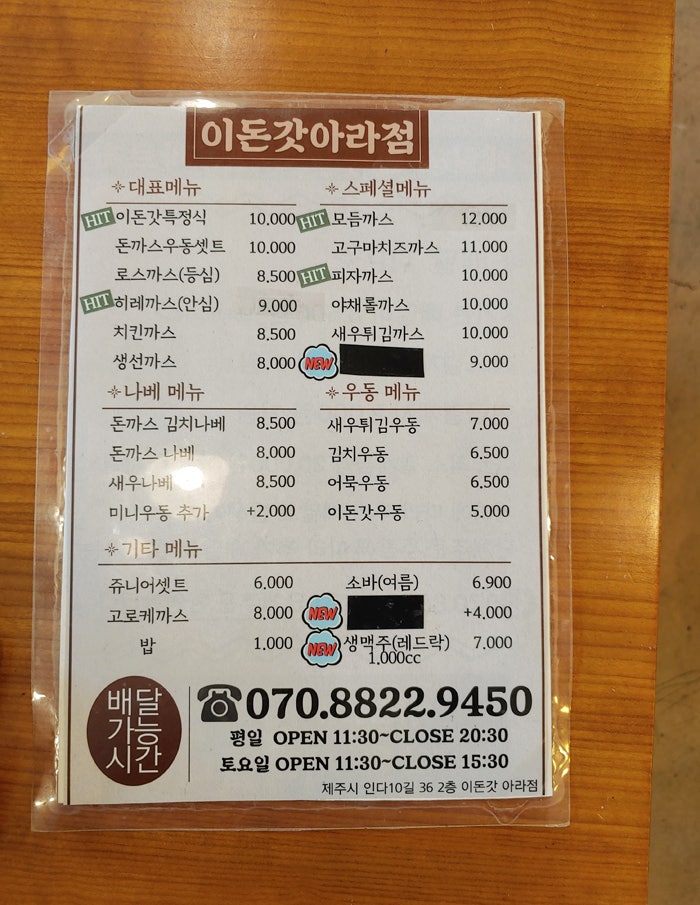 이돈갓아라점
대표메뉴
HIT 이돈갓특정식 10,000
돈까스우동셋트 10,000
로스까스(등심) 8,500
HIT 히레까스(안심) 9,000
치킨까스 8,500
생선까스 8,000
스페셜메뉴
HIT 모듬까스 12,000
고구마치즈까스 11,000
HIT 피자까스 10,000
야채롤까스 10,000
새우튀김까스 10,000
NEW 9,000
나베 메뉴
돈까스 김치나베 8,500
돈까스 나베 8,000
새우나베 8,500
미니우동 추가 +2,000
우동 메뉴
새우튀김우동 7,000
김치우동 6,500
어묵우동 6,500
이돈갓우동 5,000
기타 메뉴
쥬니어셋트 6,000
고로케까스 8,000
밥 1,000
소바(여름) 6,900
NEW +4,000
NEW 생맥주(레드락) 7,000
1,000cc
배달
가능
시간
070.8822.9450
평일 OPEN 11:30~CLOSE 20:30
토요일 OPEN 11:30~CLOSE 15:30
제주시 인다10길 36 2층 이돈갓 아라점